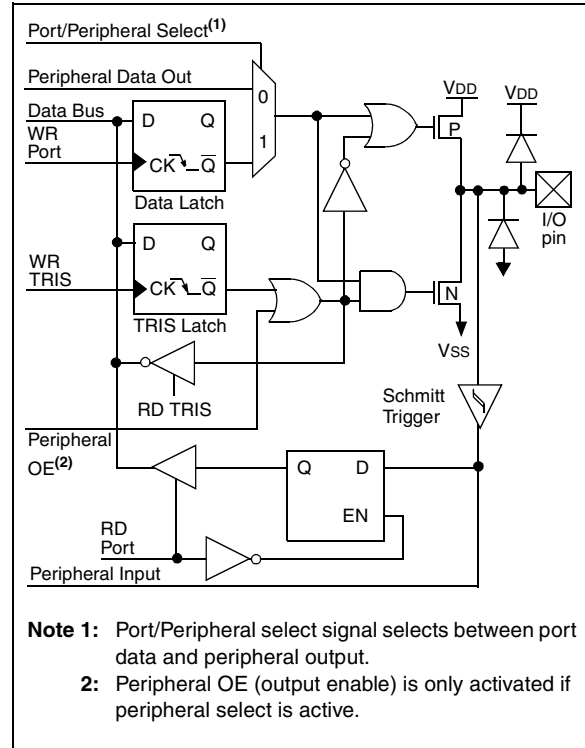 Port/Peripheral Select(1)
Peripheral Data Out
Data Bus
WR
Port
D Q
CK Q
Data Latch
0
1
VDD
P
VDD
I/O
pin
WR
TRIS
D Q
CK Q
TRIS Latch
N
VSS
RD TRIS
Schmitt
Trigger
Peripheral
OE(2)
Q D
EN
RD
Port
Peripheral Input
Note 1: Port/Peripheral select signal selects between port
data and peripheral output.
2: Peripheral OE (output enable) is only activated if
peripheral select is active.